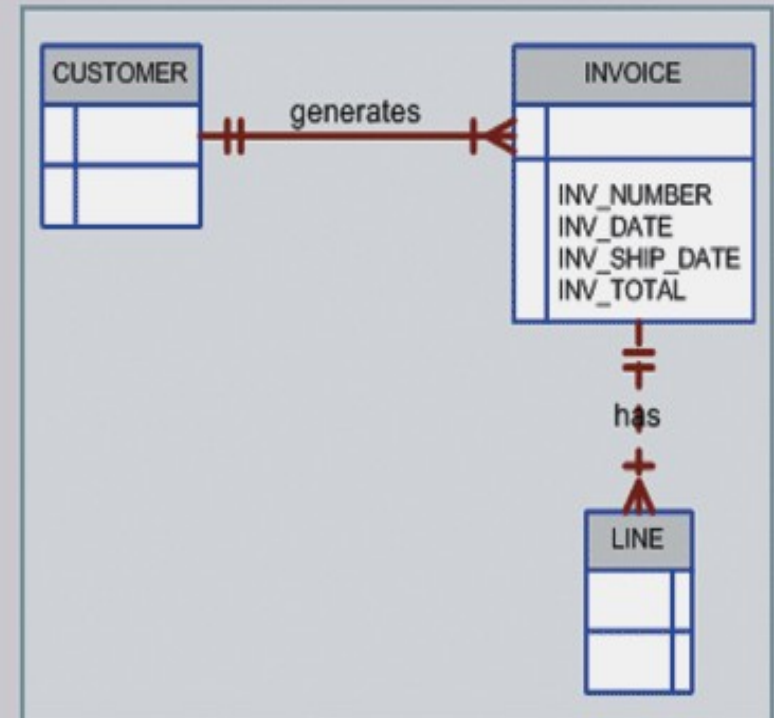 CUSTOMER
generates
INVOICE
INV_NUMBER
INV_DATE
INV_SHIP_DATE
INV_TOTAL
has
LINE